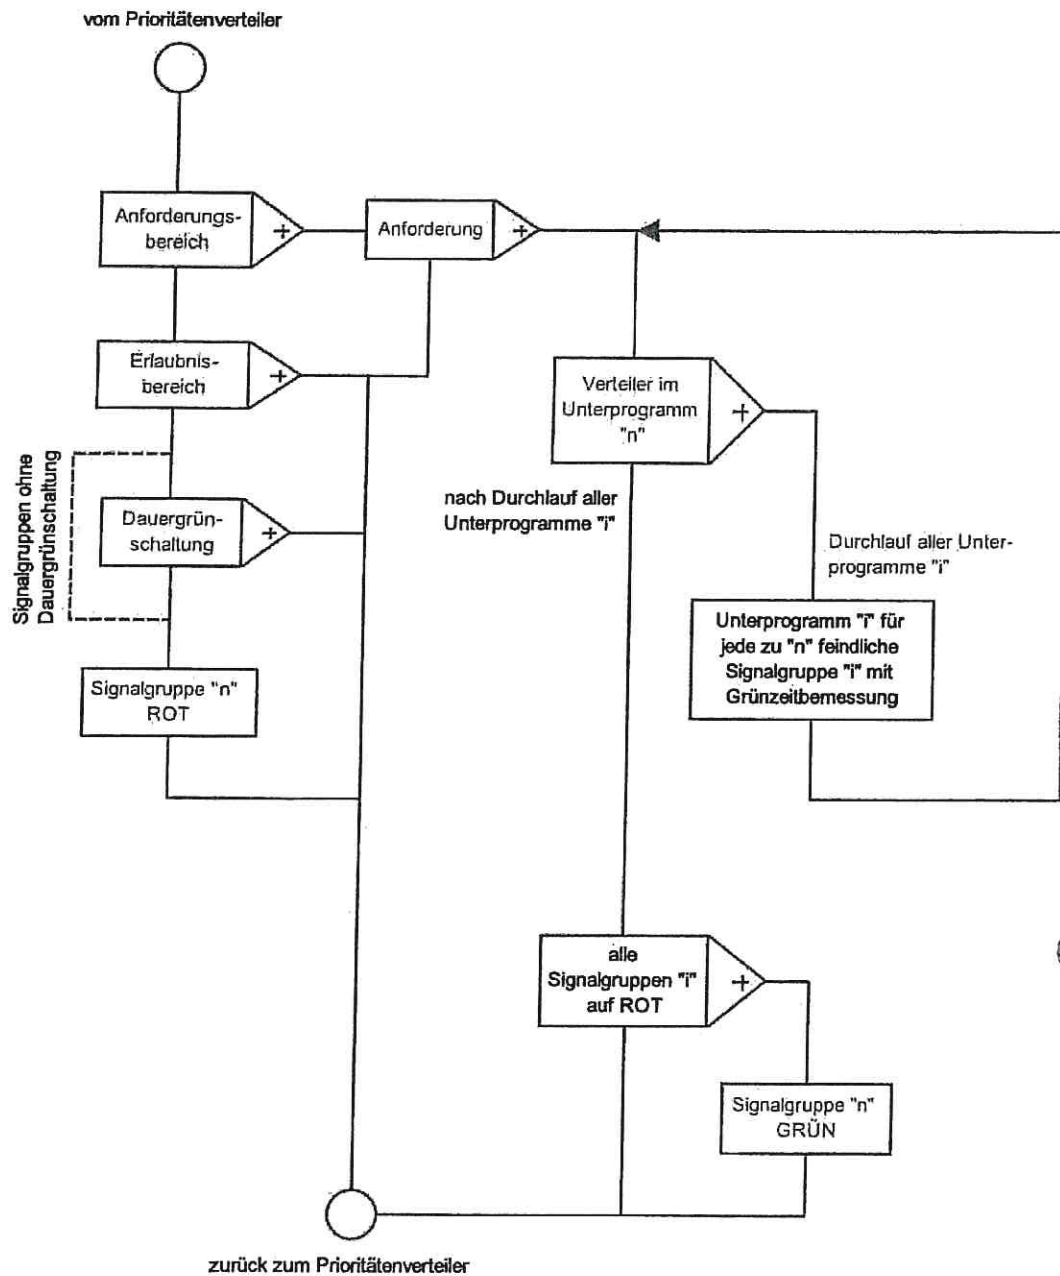 vom Prioritätenverteiler
Anforderungs-
bereich
+
Anforderung
+
Erlaubnis-
bereich
+
Signalgruppen ohne
Dauergrünschaltung
Dauergrün-
schaltung
+
Signalgruppe "n"
ROT
Verteiler im
Unterprogramm
"n"
+
nach Durchlauf aller
Unterprogramme "i"
Durchlauf aller Unter-
programme "i"
Unterprogramm "i" für
jede zu "n" feindliche
Signalgruppe "i" mit
Grünzeitbemessung
alle
Signalgruppen "i"
auf ROT
+
Signalgruppe "n"
GRÜN
zurück zum Prioritätenverteiler